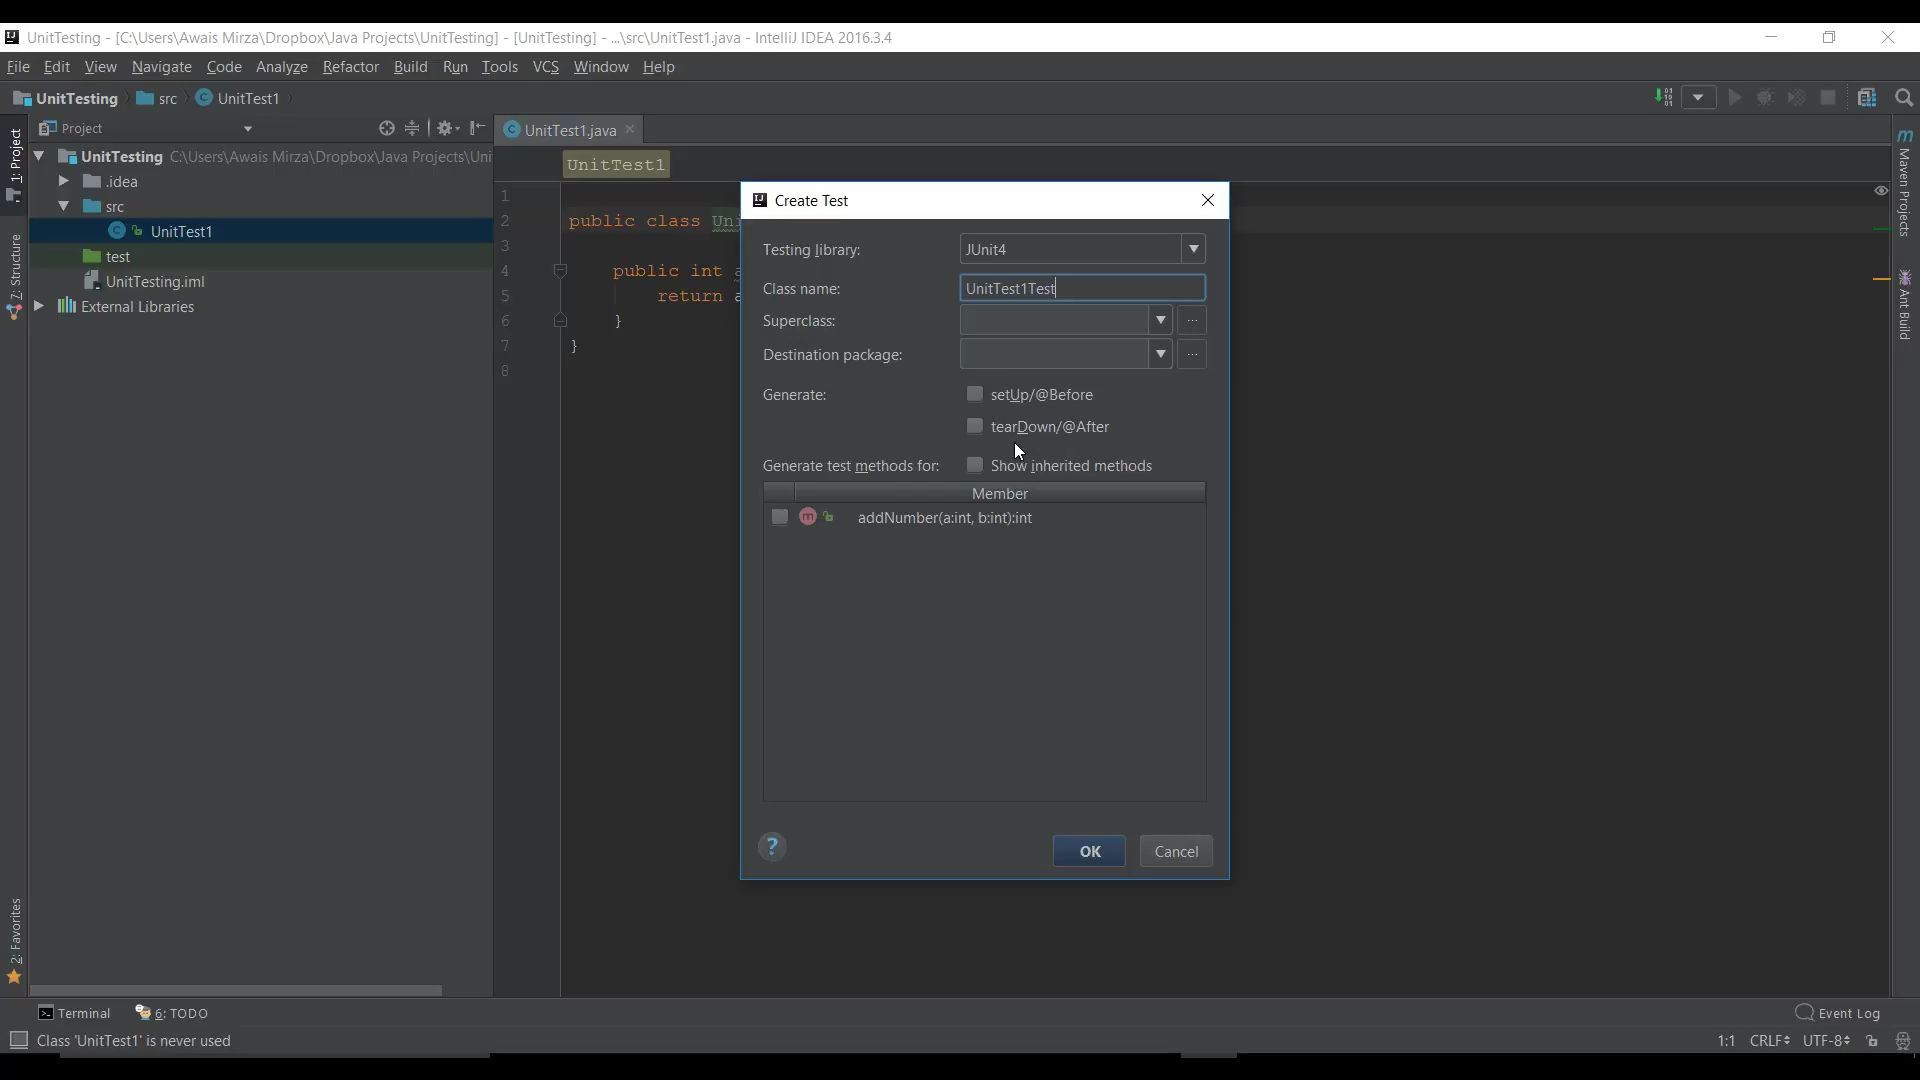 UnitTesting - [C:\Users\Awais Mirza\Dropbox\Java Projects\UnitTesting] - [UnitTesting] - ...\src\UnitTest1.java - IntelliJ IDEA 2016.3.4
File Edit View Navigate Code Analyze Refactor Build Run Tools VCS Window Help
UnitTesting src UnitTest1
Project
UnitTest1.java
1: Project
UnitTesting C:\Users\Awais Mirza\Dropbox\Java Projects\Uni
.idea
src
UnitTest1
test
UnitTesting.iml
External Libraries
7: Structure
2: Favorites
UnitTest1
1
2 public class Uni
3
4 public int a
5 return a
6 }
7 }
8
Create Test
Testing library: JUnit4
Class name: UnitTest1Test
Superclass: ...
Destination package: ...
Generate: setUp/@Before
tearDown/@After
Generate test methods for: Show inherited methods
Member
m addNumber(a:int, b:int):int
? OK Cancel
Maven Projects
Ant Build
Terminal 6: TODO Event Log
Class 'UnitTest1' is never used 1:1 CRLF UTF-8